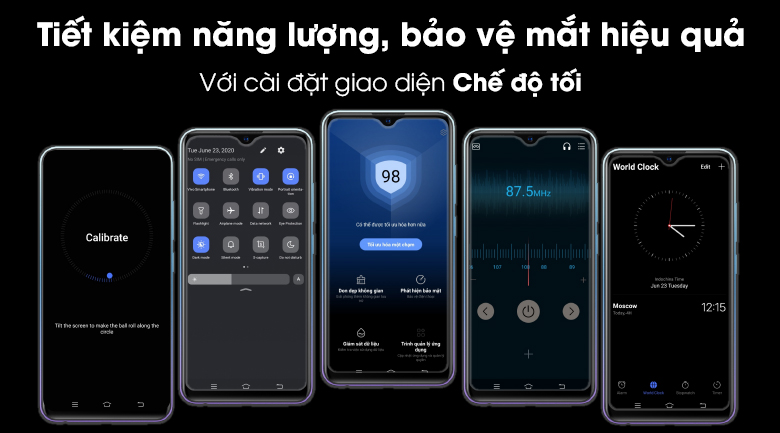 Tiết kiệm năng lượng, bảo vệ mắt hiệu quả
Với cài đặt giao diện Chế độ tối
Calibrate
Tilt the screen to make the ball roll along the
circle
Tue June 23, 2020
No SIM | Emergency calls only
Vivo Smartphone
Bluetooth
Vibration mode
Portrait orienta-
tion
Flashlight
Airplane mode
Data network
Eye Protection
Dark mode
Silent mode
S-capture
Do not disturb
A
98
Có thể được tối ưu hóa hơn nữa
Tối ưu hóa một chạm
Dọn dẹp không gian
Phát hiện bảo mật
Giám sát dữ liệu
Trình quản lý ứng
dụng
87.5MHz
107
108
88
89
World Clock
Edit
Indochina Time
Jun 23 Tuesday
Moscow
12:15
Today, 4H
Alarm
World Clock
Stopwatch
Timer